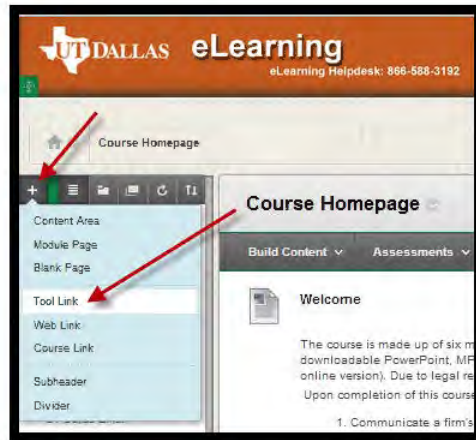 UT DALLAS eLearning
eLearning Helpdesk: 866-588-3192
Course Homepage
Content Area
Module Page
Blank Page
Tool Link
Web Link
Course Link
Subheader
Divider
Course Homepage
Build Content
Assessments
Welcome
The course is made up of six m
downloadable PowerPoint, MP
online version). Due to legal re
Upon completion of this course
1. Communicate a firm's